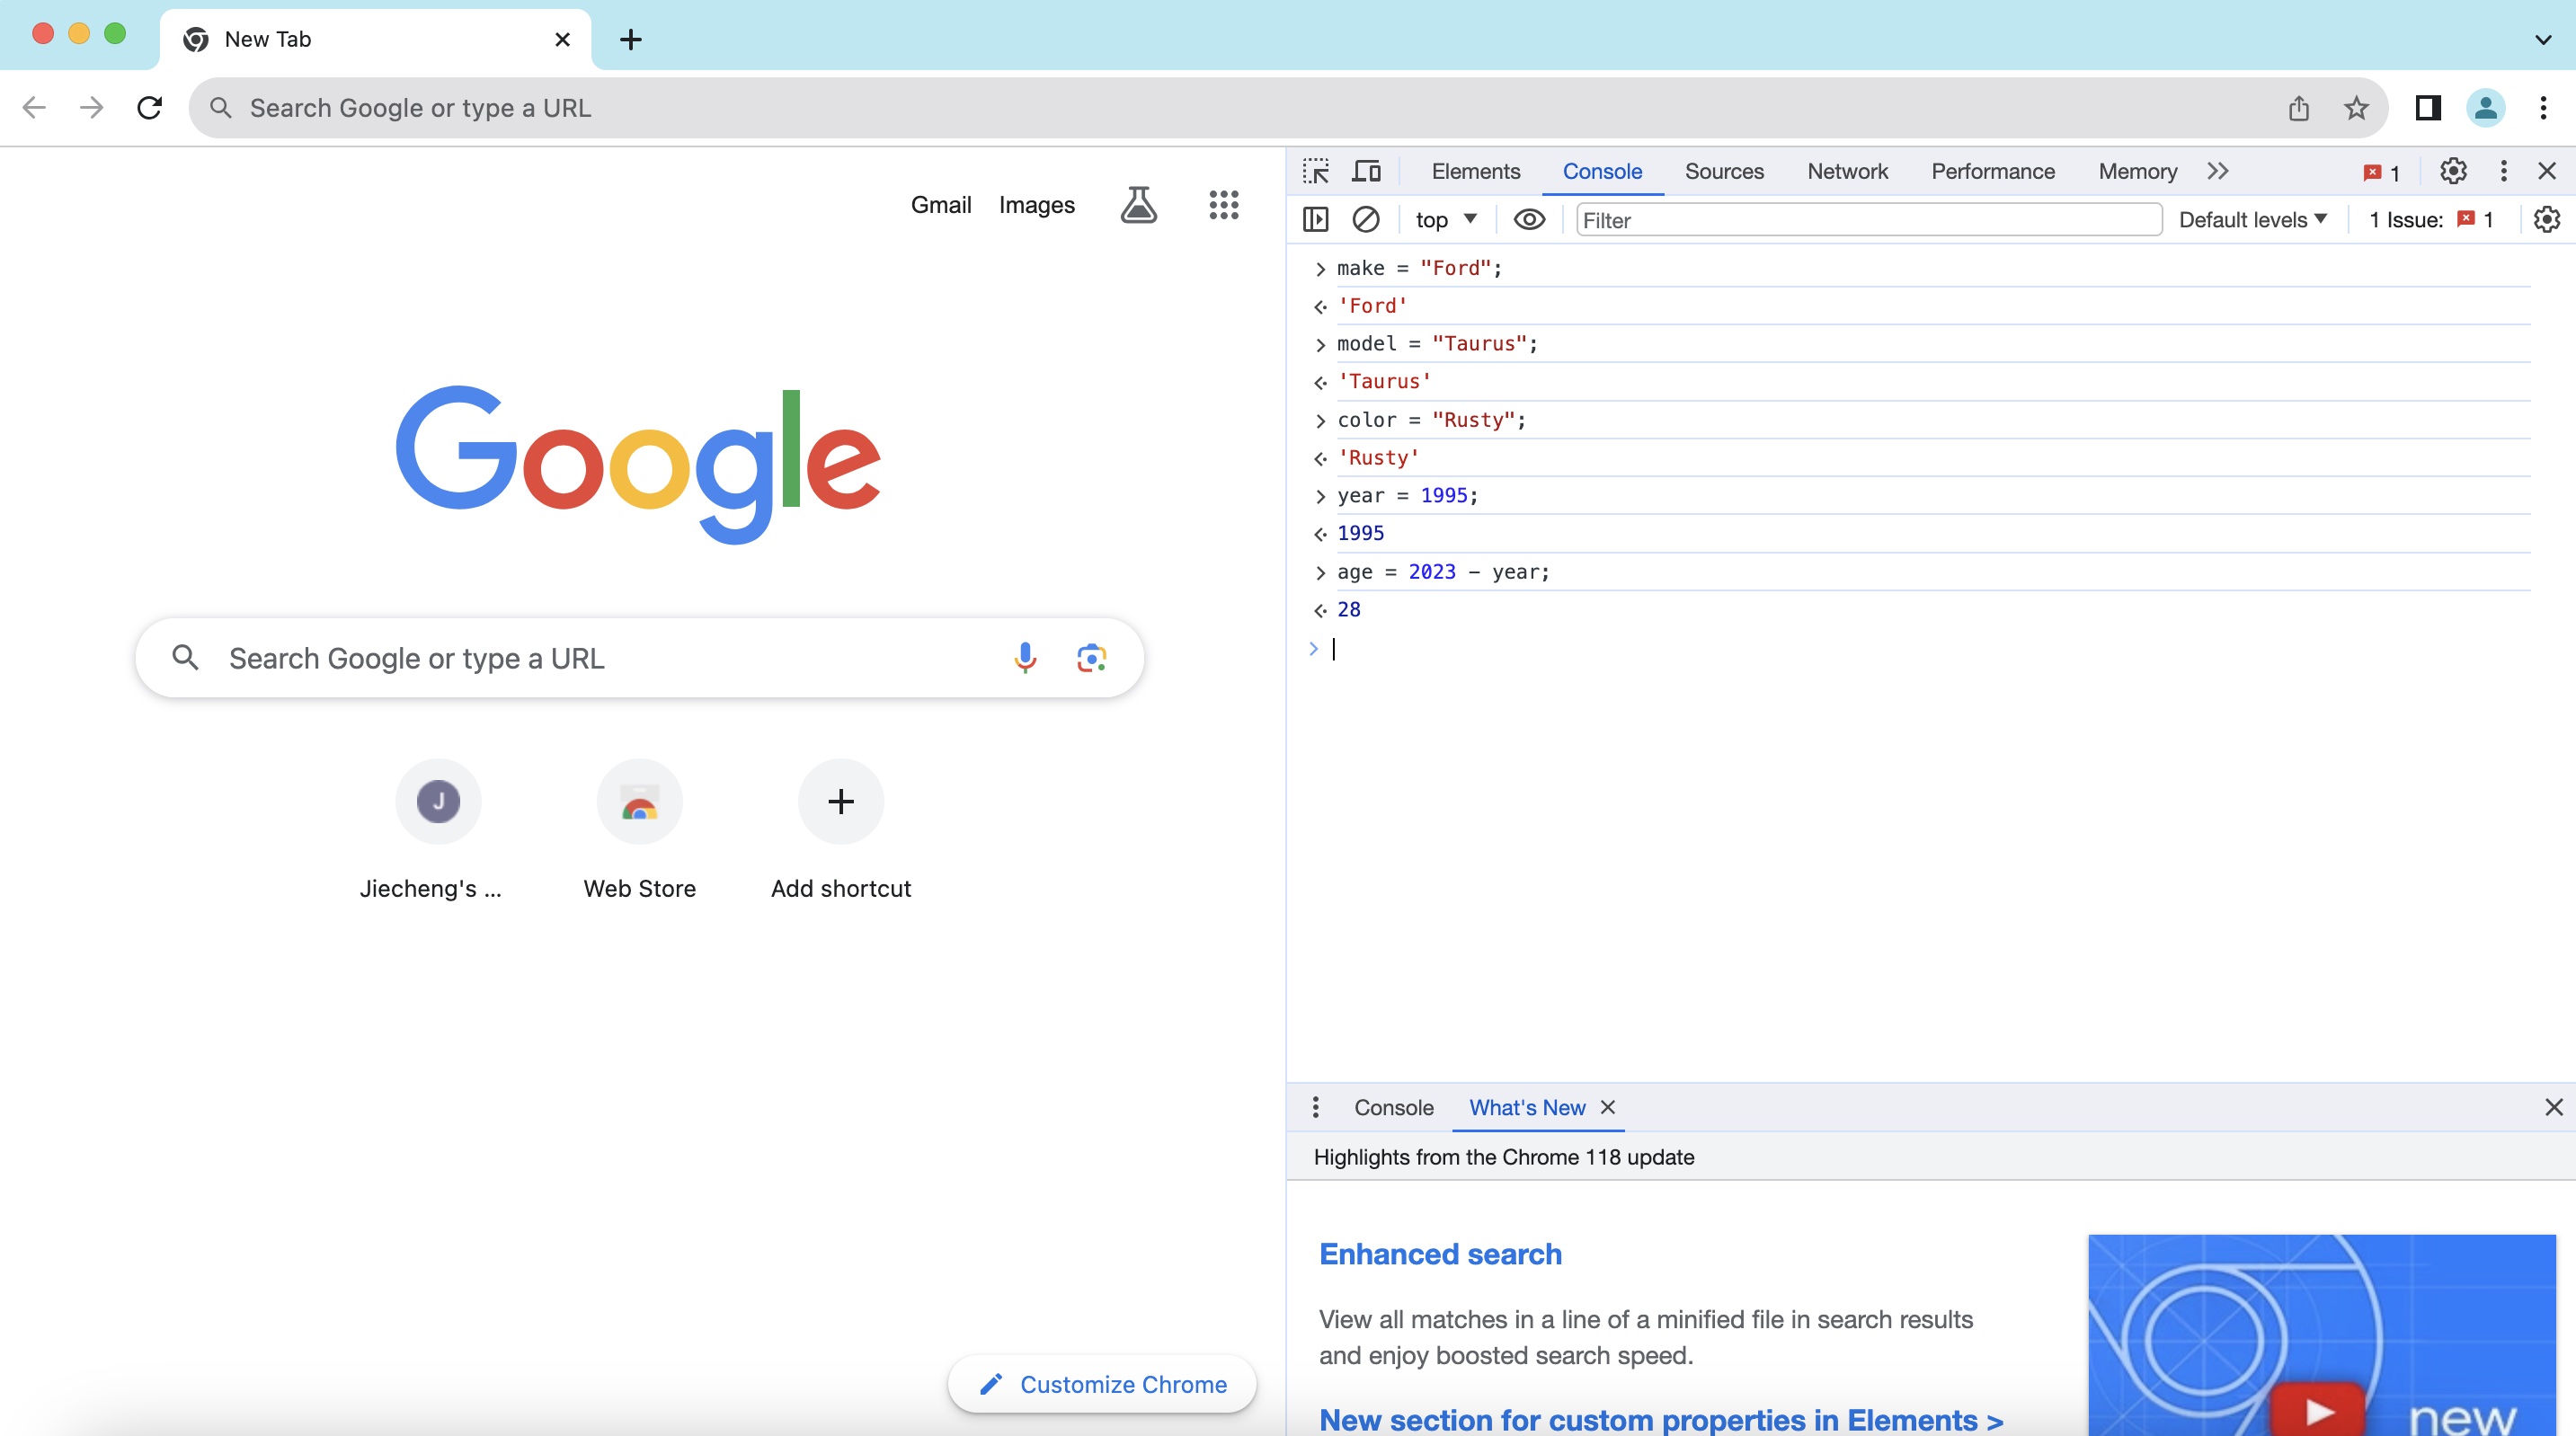 New Tab
Search Google or type a URL
Gmail Images
Google
Search Google or type a URL
J
Jiecheng's ...
Web Store
Add shortcut
Customize Chrome
Elements Console Sources Network Performance Memory 1
top Filter Default levels 1 Issue: 1
> make = "Ford";
'Ford'
> model = "Taurus";
'Taurus'
> color = "Rusty";
'Rusty'
> year = 1995;
1995
> age = 2023 - year;
28
>
Console What's New
Highlights from the Chrome 118 update
Enhanced search
View all matches in a line of a minified file in search results
and enjoy boosted search speed.
New section for custom properties in Elements >
new